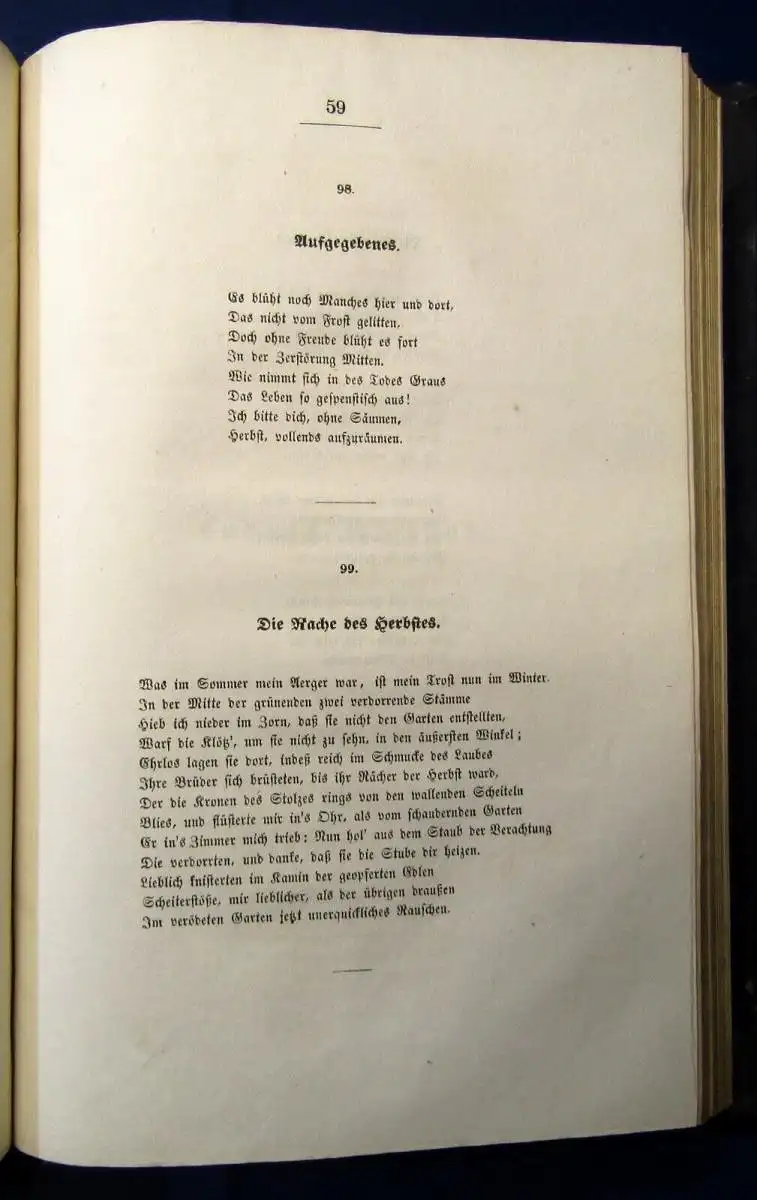 59
98.
Aufgegebenes.
Es blüht noch Manches hier und dort,
Das nicht vom Frost gelitten,
Doch ohne Freude blüht es fort
In der Zerstörung Mitten.
Wie nimmt sich in des Todes Graus
Das Leben so gespenstisch aus!
Ich bitte dich, ohne Säumen,
Herbst, vollends aufzuräumen.
99.
Die Rache des Herbstes.
Was im Sommer mein Aerger war, ist mein Trost nun im Winter.
In der Mitte der grünenden zwei verdorrende Stämme
Hieb ich nieder im Zorn, daß sie nicht den Garten entstellten,
Warf die Klötz', um sie nicht zu sehn, in den äußersten Winkel;
Ehrlos lagen sie dort, indeß reich im Schmucke des Laubes
Ihre Brüder sich brüsteten, bis ihr Rächer der Herbst ward,
Der die Kronen des Stolzes rings von den wallenden Scheiteln
Blies, und flüsterte mir in's Ohr, als vom schaudernden Garten
Er in's Zimmer mich trieb: Nun hol' aus dem Staub der Verachtung
Die verdorrten, und danke, daß sie die Stube dir heizen.
Lieblich knisterten im Kamin der geopferten Edlen
Scheiterstöße, mir lieblicher, als der übrigen draußen
Im verödeten Garten jetzt unerquickliches Rauschen.